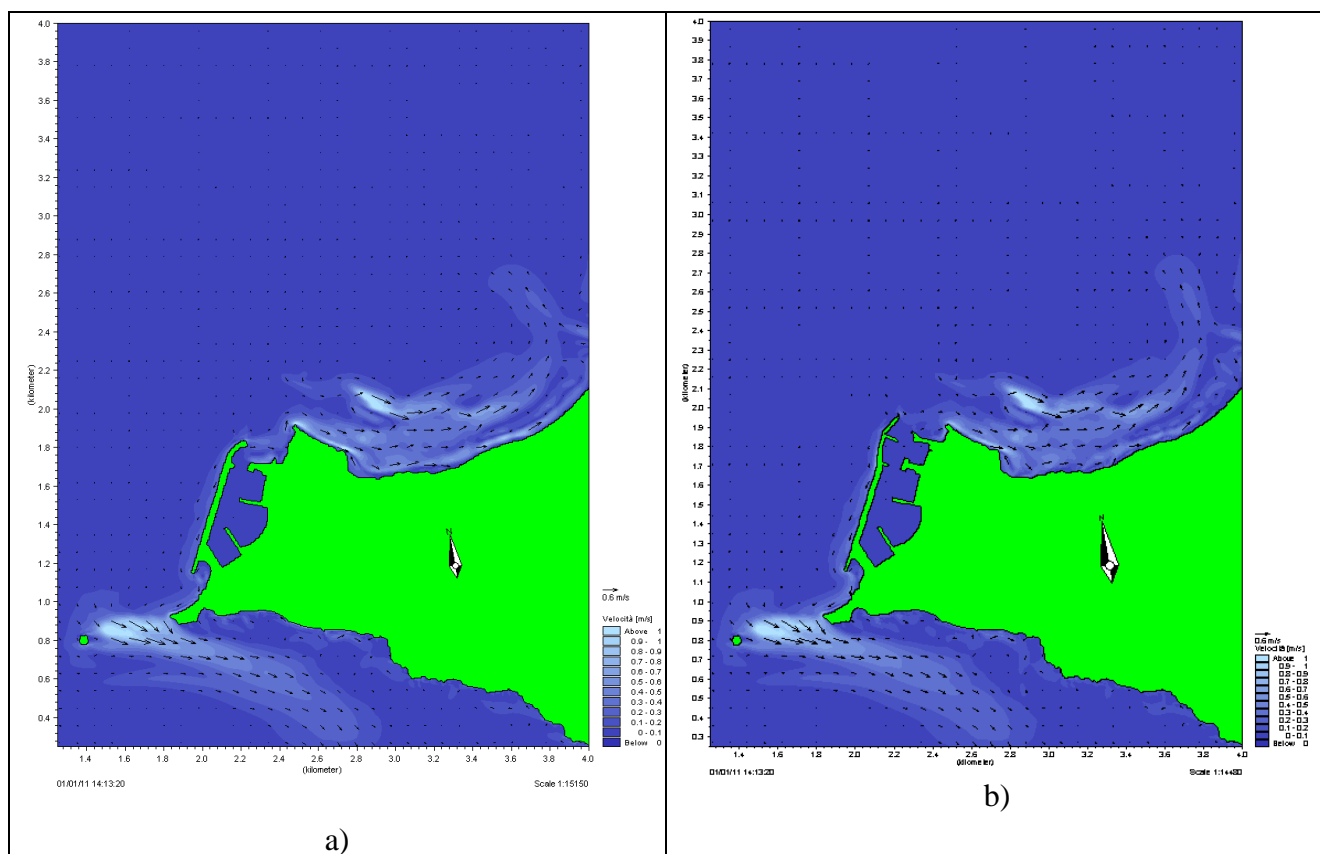 4.0
3.8
3.6
3.4
3.2
3.0
2.8
2.6
2.4
2.2
2.0
1.8
1.6
1.4
1.2
1.0
0.8
0.6
0.4
(kilometer)
1.4 1.6 1.8 2.0 2.2 2.4 2.6 2.8 3.0 3.2 3.4 3.6 3.8 4.0
(kilometer)
N
0.6 m/s
Velocità [m/s]
Above 1
0.9 - 1
0.8 - 0.9
0.7 - 0.8
0.6 - 0.7
0.5 - 0.6
0.4 - 0.5
0.3 - 0.4
0.2 - 0.3
0.1 - 0.2
0 - 0.1
Below 0
01/01/11 14:13:20
Scale 1:15150
a)
4.0
3.9
3.8
3.7
3.6
3.5
3.4
3.3
3.2
3.1
3.0
2.9
2.8
2.7
2.6
2.5
2.4
2.3
2.2
2.1
2.0
1.9
1.8
1.7
1.6
1.5
1.4
1.3
1.2
1.1
1.0
0.9
0.8
0.7
0.6
0.5
0.4
0.3
(kilometer)
1.4 1.6 1.8 2.0 2.2 2.4 2.6 2.8 3.0 3.2 3.4 3.6 3.8 4.0
(kilometer)
N
0.6 m/s
Velocità [m/s]
Above 1
0.9 - 1
0.8 - 0.9
0.7 - 0.8
0.6 - 0.7
0.5 - 0.6
0.4 - 0.5
0.3 - 0.4
0.2 - 0.3
0.1 - 0.2
0 - 0.1
Below 0
01/01/11 14:13:20
Scale
b)